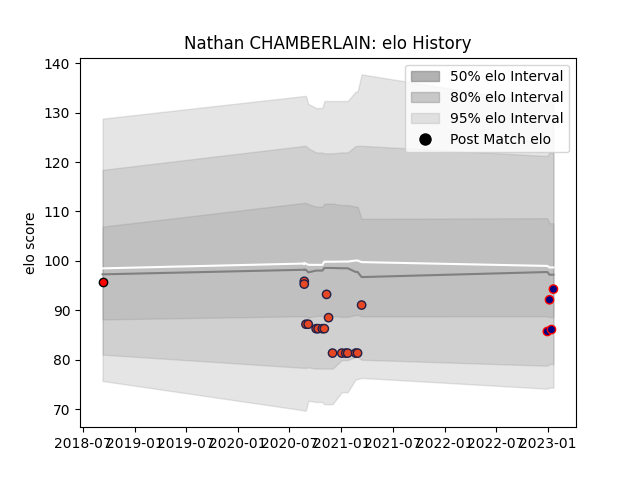 Nathan CHAMBERLAIN: elo History
140
130
120
110
100
90
80
70
elo score
50% elo Interval
80% elo Interval
95% elo Interval
Post Match elo
2018-07 2019-01 2019-07 2020-01 2020-07 2021-01 2021-07 2022-01 2022-07 2023-01